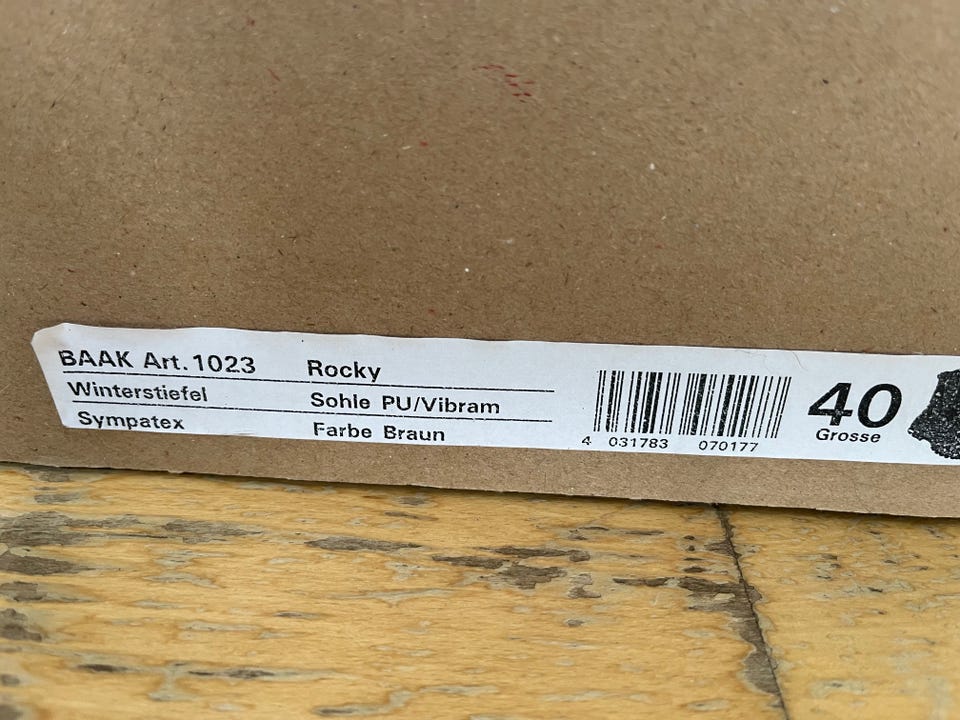 BAAK Art. 1023 Rocky
Winterstiefel Sohle PU/Vibram
Sympatex Farbe Braun
4 031783 070177
40
Grosse